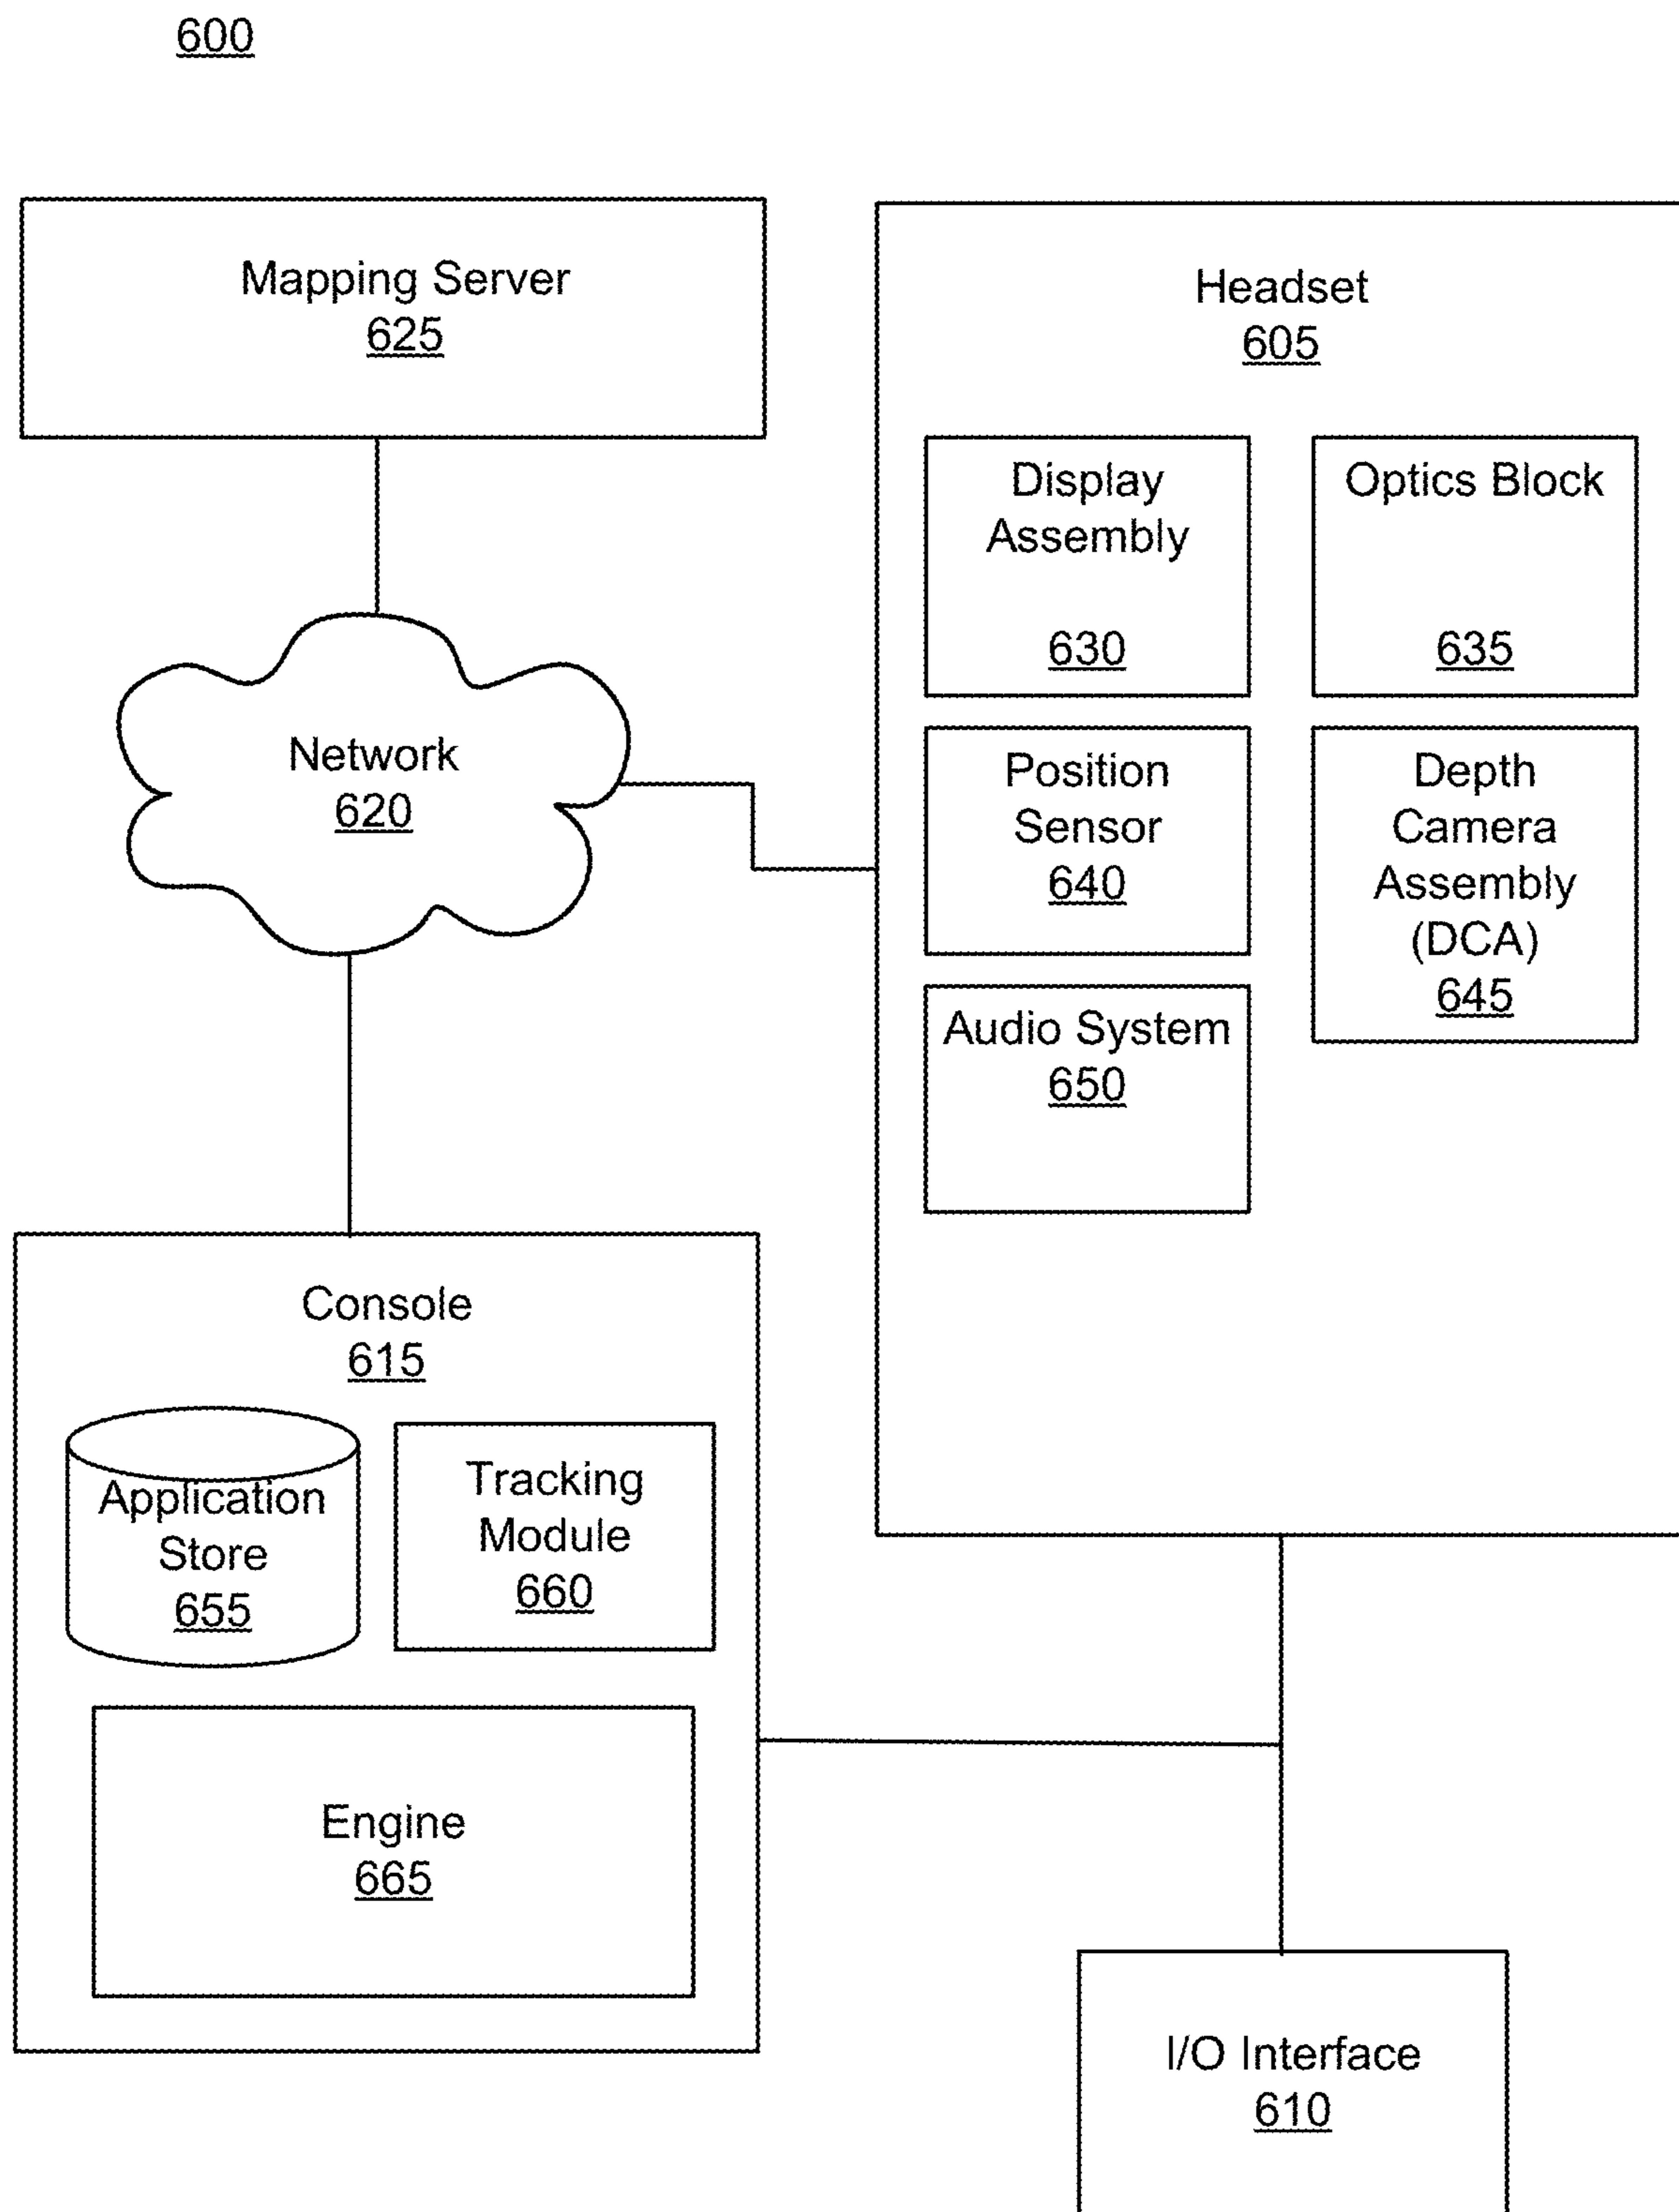 600
Mapping Server
625
Headset
605
Display
Assembly
630
Optics Block
635
Network
620
Position
Sensor
640
Depth
Camera
Assembly
(DCA)
645
Audio System
650
Console
615
Application
Store
655
Tracking
Module
660
Engine
665
I/O Interface
610